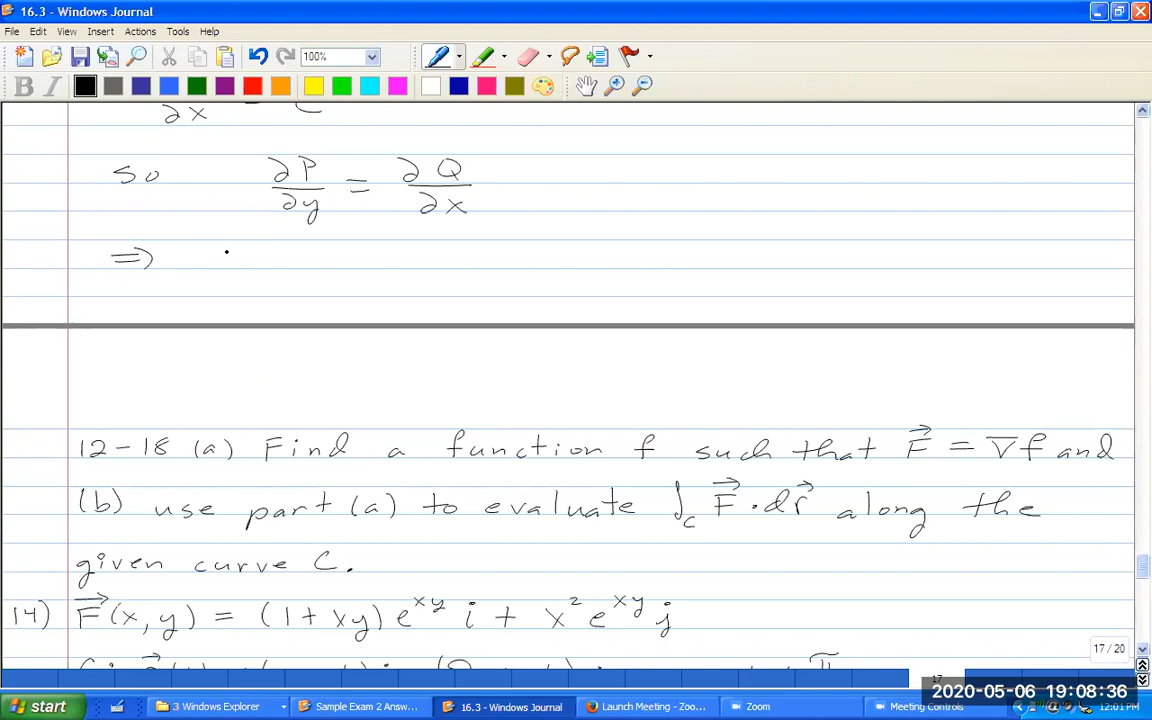 16.3 - Windows Journal
File Edit View Insert Actions Tools Help
100%
B I
∂x
so ∂P/∂y = ∂Q/∂x
⇒
12-18 (a) Find a function f such that F⃗ = ∇f and
(b) use part (a) to evaluate ∫_C F⃗ · dr⃗ along the
given curve C.
14) F⃗(x, y) = (1 + xy) e^{xy} i + x² e^{xy} j
17 / 20
17
2020-05-06 19:08:36
start 3 Windows Explorer Sample Exam 2 Answ... 16.3 - Windows Journal Launch Meeting - Zoo... Zoom Meeting Controls 12:01 PM